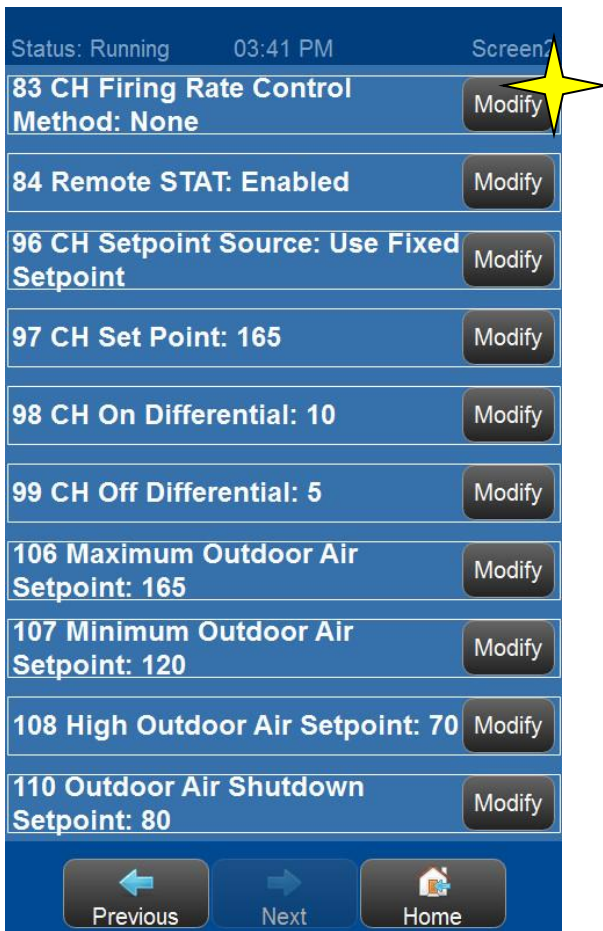 Status: Running 03:41 PM Screen2
83 CH Firing Rate Control
Method: None
Modify
84 Remote STAT: Enabled
Modify
96 CH Setpoint Source: Use Fixed
Setpoint
Modify
97 CH Set Point: 165
Modify
98 CH On Differential: 10
Modify
99 CH Off Differential: 5
Modify
106 Maximum Outdoor Air
Setpoint: 165
Modify
107 Minimum Outdoor Air
Setpoint: 120
Modify
108 High Outdoor Air Setpoint: 70
Modify
110 Outdoor Air Shutdown
Setpoint: 80
Modify
Previous Next Home